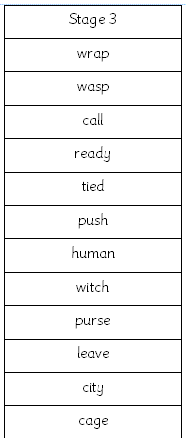 Stage 3
wrap
wasp
call
ready
tied
push
human
witch
purse
leave
city
cage